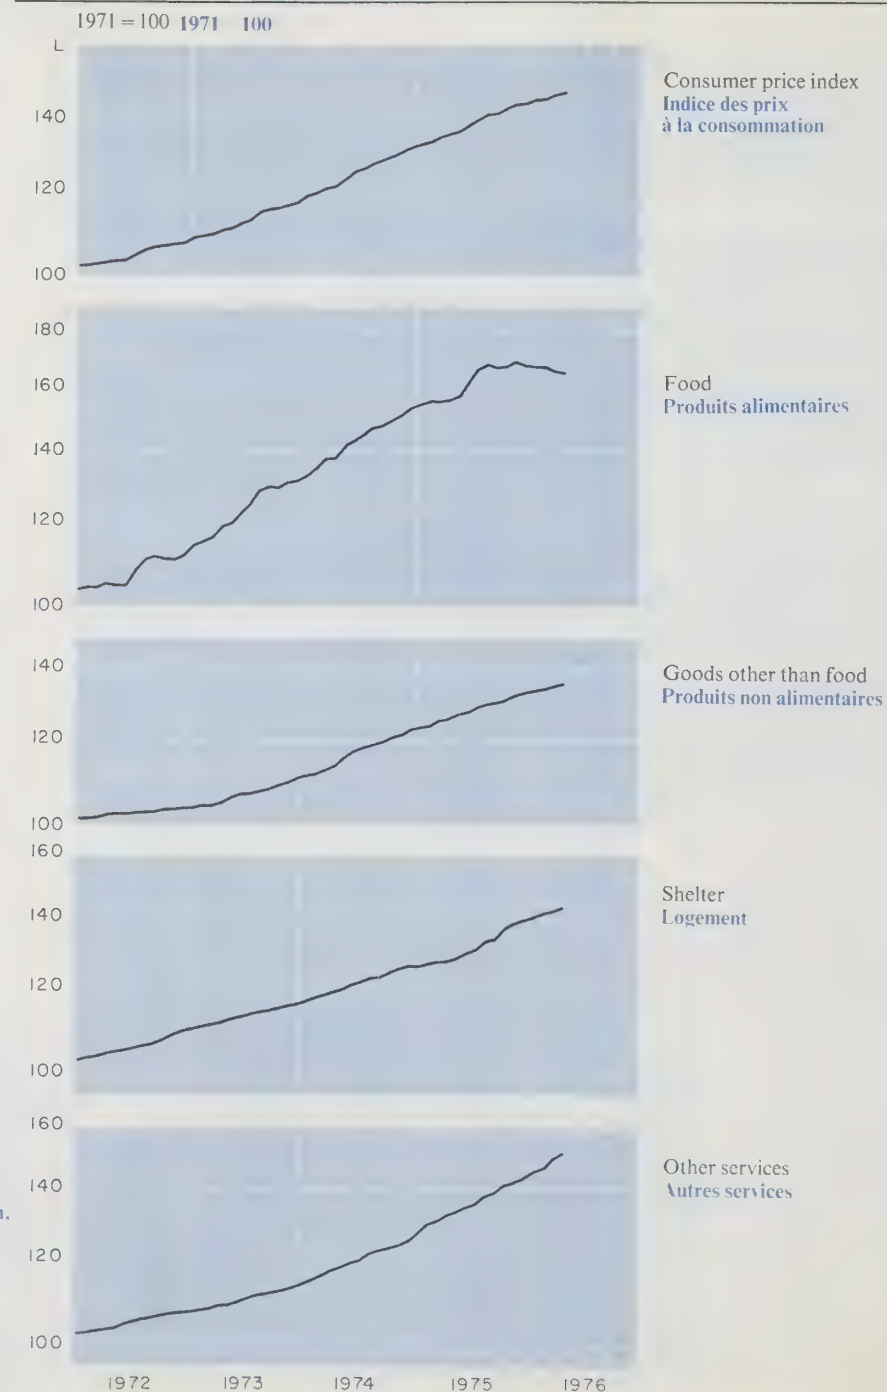 1971 = 100 1971 100
L
140
120
100
Consumer price index
Indice des prix
à la consommation
180
160
140
120
100
Food
Produits alimentaires
140
120
100
Goods other than food
Produits non alimentaires
160
140
120
100
Shelter
Logement
160
140
120
100
Other services
Autres services
1972 1973 1974 1975 1976